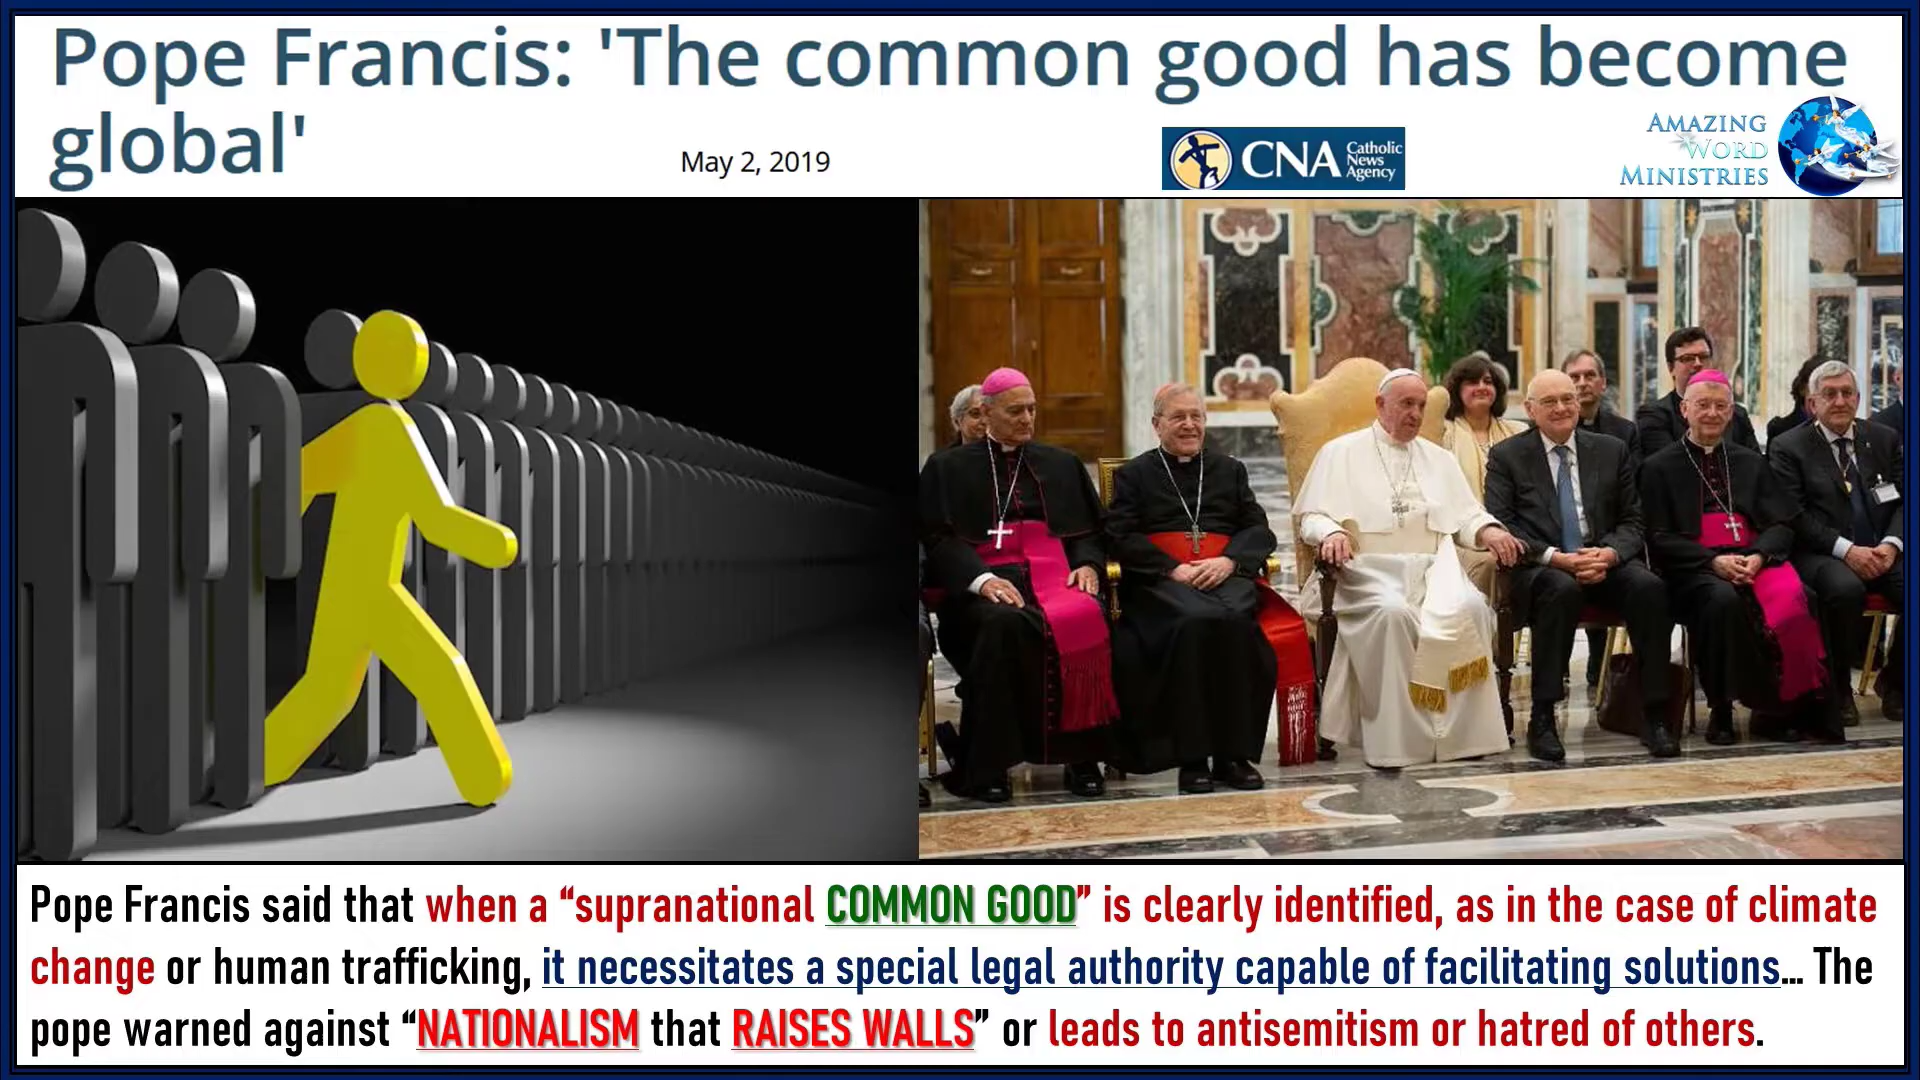 Pope Francis: 'The common good has become
global'
May 2, 2019
CNA Catholic
News
Agency
AMAZING
WORD
MINISTRIES
Pope Francis said that when a “supranational COMMON GOOD” is clearly identified, as in the case of climate
change or human trafficking, it necessitates a special legal authority capable of facilitating solutions... The
pope warned against “NATIONALISM that RAISES WALLS” or leads to antisemitism or hatred of others.